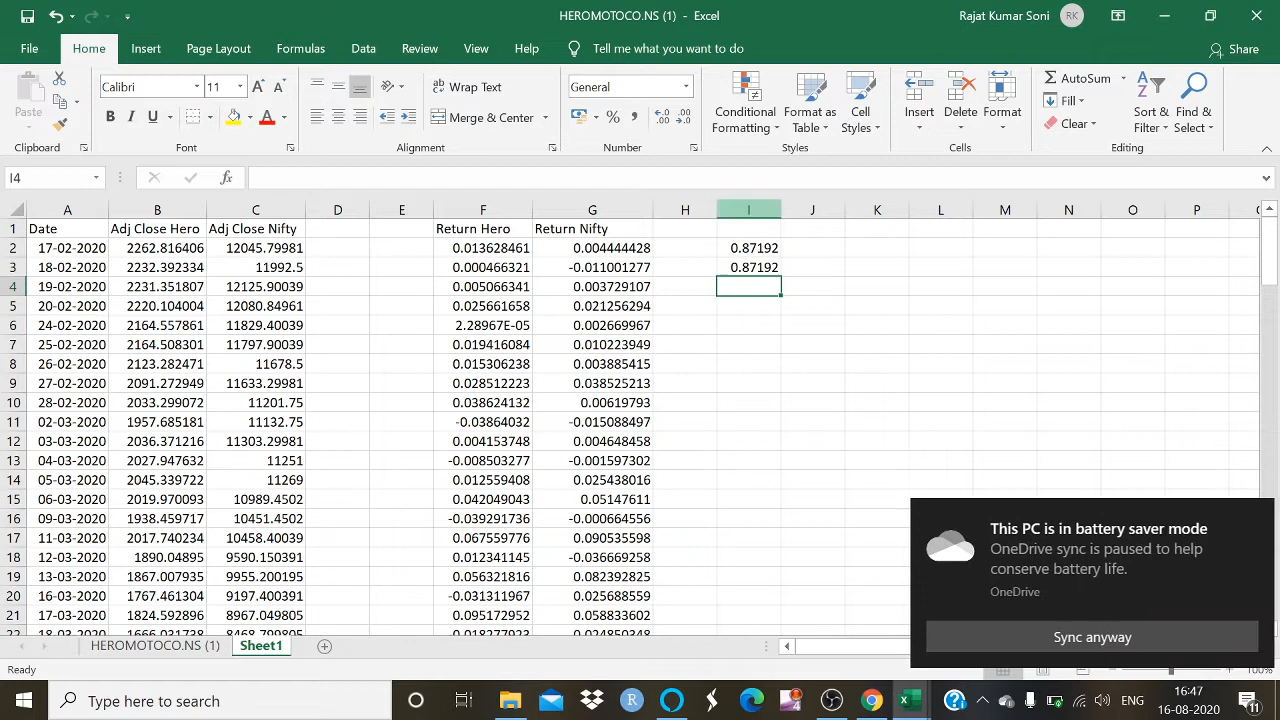 HEROMOTOCO.NS (1) - Excel
Rajat Kumar Soni RK
File Home Insert Page Layout Formulas Data Review View Help Tell me what you want to do Share
Calibri 11 Wrap Text General AutoSum
Paste B I U Merge & Center Conditional Formatting Format as Table Cell Styles Insert Delete Format Fill Clear Sort & Filter Find & Select
Clipboard Font Alignment Number Styles Cells Editing
I4 fx
A B C D E F G H I J K L M N O P
1 Date Adj Close Hero Adj Close Nifty Return Hero Return Nifty
2 17-02-2020 2262.816406 12045.79981 0.013628461 0.004444428 0.87192
3 18-02-2020 2232.392334 11992.5 0.000466321 -0.011001277 0.87192
4 19-02-2020 2231.351807 12125.90039 0.005066341 0.003729107
5 20-02-2020 2220.104004 12080.84961 0.025661658 0.021256294
6 24-02-2020 2164.557861 11829.40039 2.28967E-05 0.002669967
7 25-02-2020 2164.508301 11797.90039 0.019416084 0.010223949
8 26-02-2020 2123.282471 11678.5 0.015306238 0.003885415
9 27-02-2020 2091.272949 11633.29981 0.028512223 0.038525213
10 28-02-2020 2033.299072 11201.75 0.038624132 0.00619793
11 02-03-2020 1957.685181 11132.75 -0.03864032 -0.015088497
12 03-03-2020 2036.371216 11303.29981 0.004153748 0.004648458
13 04-03-2020 2027.947632 11251 -0.008503277 -0.001597302
14 05-03-2020 2045.339722 11269 0.012559408 0.025438016
15 06-03-2020 2019.970093 10989.4502 0.042049043 0.05147611
16 09-03-2020 1938.459717 10451.4502 -0.039291736 -0.000664556
17 11-03-2020 2017.740234 10458.40039 0.067559776 0.090535598
18 12-03-2020 1890.04895 9590.150391 0.012341145 -0.036669258
19 13-03-2020 1867.007935 9955.200195 0.056321816 0.082392825
20 16-03-2020 1767.461304 9197.400391 -0.031311967 0.025688559
21 17-03-2020 1824.592896 8967.049805 0.095172952 0.058833602
22 18-03-2020 1666.031738 8468.799805 0.018277923 0.024850348
This PC is in battery saver mode
OneDrive sync is paused to help
conserve battery life.
OneDrive
Sync anyway
HEROMOTOCO.NS (1) Sheet1
Ready 100%
Type here to search ENG 16:47
16-08-2020 11